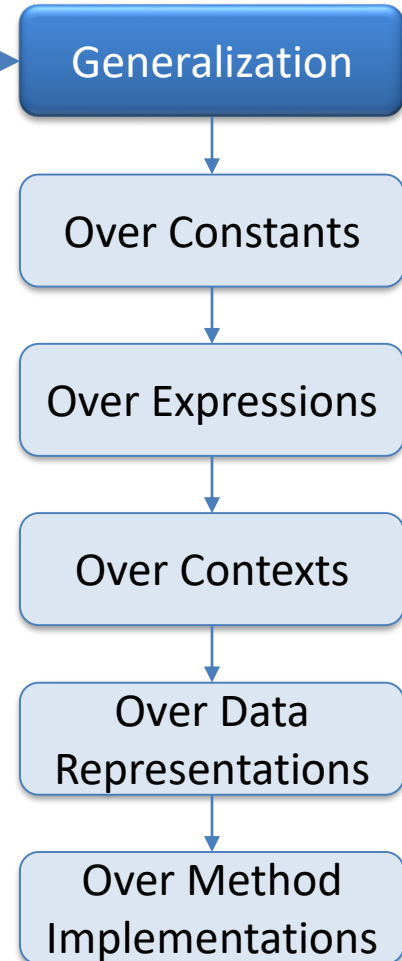 Generalization
Over Constants
Over Expressions
Over Contexts
Over Data
Representations
Over Method
Implementations